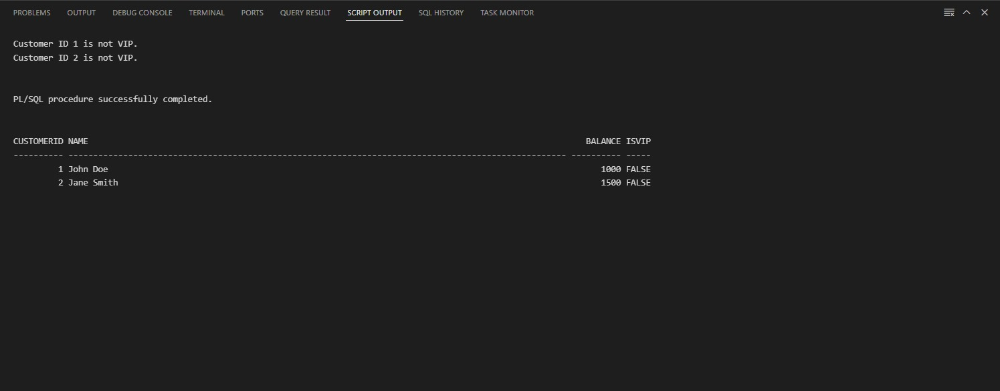 PROBLEMS OUTPUT DEBUG CONSOLE TERMINAL PORTS QUERY RESULT SCRIPT OUTPUT SQL HISTORY TASK MONITOR
Customer ID 1 is not VIP.
Customer ID 2 is not VIP.
PL/SQL procedure successfully completed.
CUSTOMERID NAME BALANCE ISVIP
---------- ---------------------------------------------------------------------------------------------------- ---------- -----
1 John Doe 1000 FALSE
2 Jane Smith 1500 FALSE